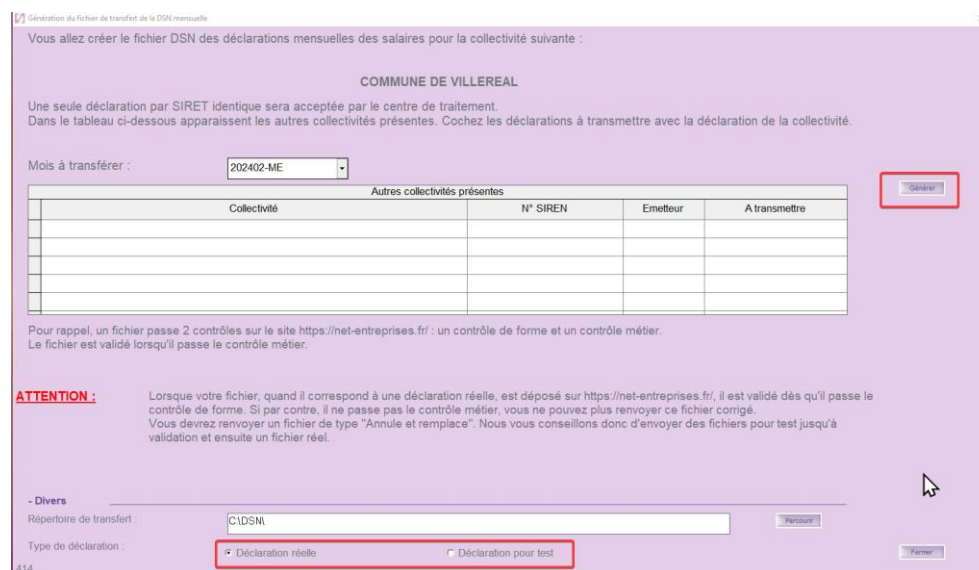 Génération du fichier de transfert de la DSN mensuelle
Vous allez créer le fichier DSN des déclarations mensuelles des salaires pour la collectivité suivante :
COMMUNE DE VILLEREAL
Une seule déclaration par SIRET identique sera acceptée par le centre de traitement.
Dans le tableau ci-dessous apparaissent les autres collectivités présentes. Cochez les déclarations à transmettre avec la déclaration de la collectivité.
Mois à transférer : 202402-ME
Générer
Autres collectivités présentes
Collectivité N° SIREN Emetteur A transmettre
Pour rappel, un fichier passe 2 contrôles sur le site https://net-entreprises.fr/ : un contrôle de forme et un contrôle métier.
Le fichier est validé lorsqu'il passe le contrôle métier.
ATTENTION : Lorsque votre fichier, quand il correspond à une déclaration réelle, est déposé sur https://net-entreprises.fr/, il est validé dès qu'il passe le
contrôle de forme. Si par contre, il ne passe pas le contrôle métier, vous ne pouvez plus renvoyer ce fichier corrigé.
Vous devrez renvoyer un fichier de type "Annule et remplace". Nous vous conseillons donc d'envoyer des fichiers pour test jusqu'à
validation et ensuite un fichier réel.
- Divers
Répertoire de transfert : C:\DSN\ Parcourir
Type de déclaration : Déclaration réelle Déclaration pour test Fermer
414